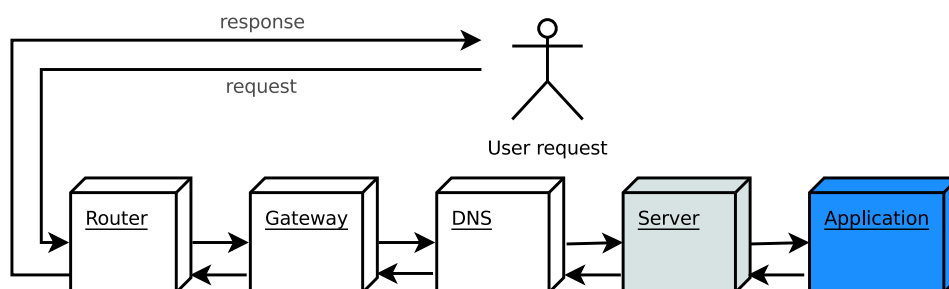 response
request
User request
Router
Gateway
DNS
Server
Application